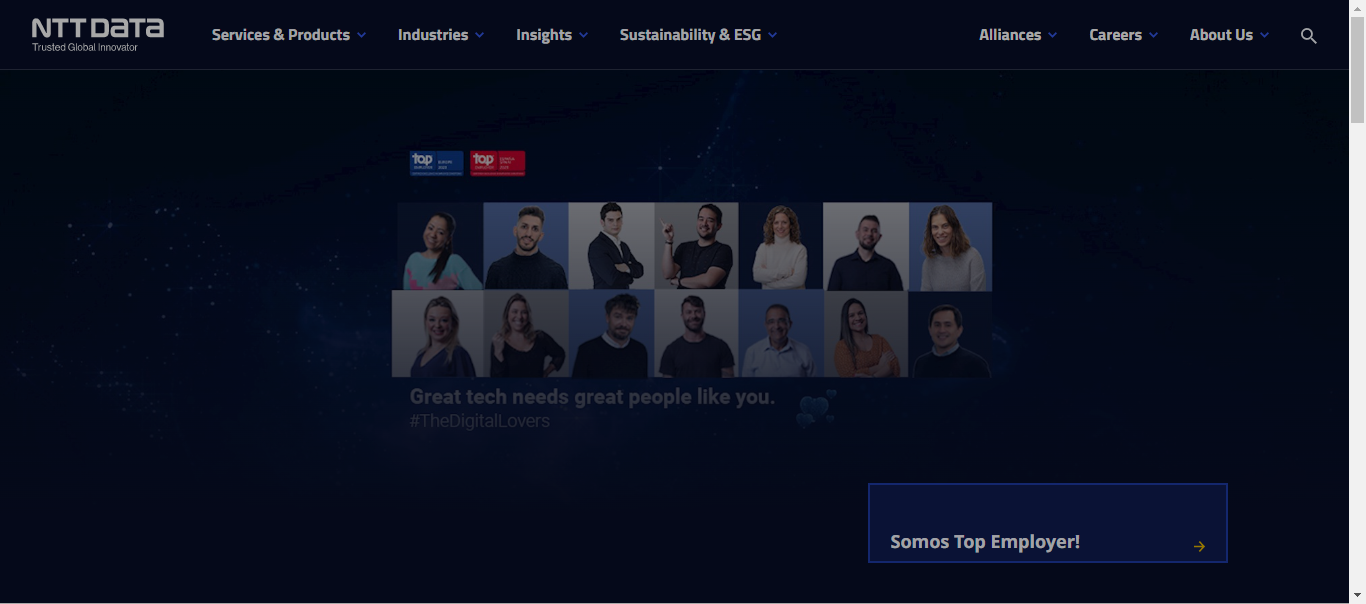 NTT DATA
Trusted Global Innovator
Services & Products
Industries
Insights
Sustainability & ESG
Alliances
Careers
About Us
top
top
Great tech needs great people like you.
#TheDigitalLovers
Somos Top Employer!